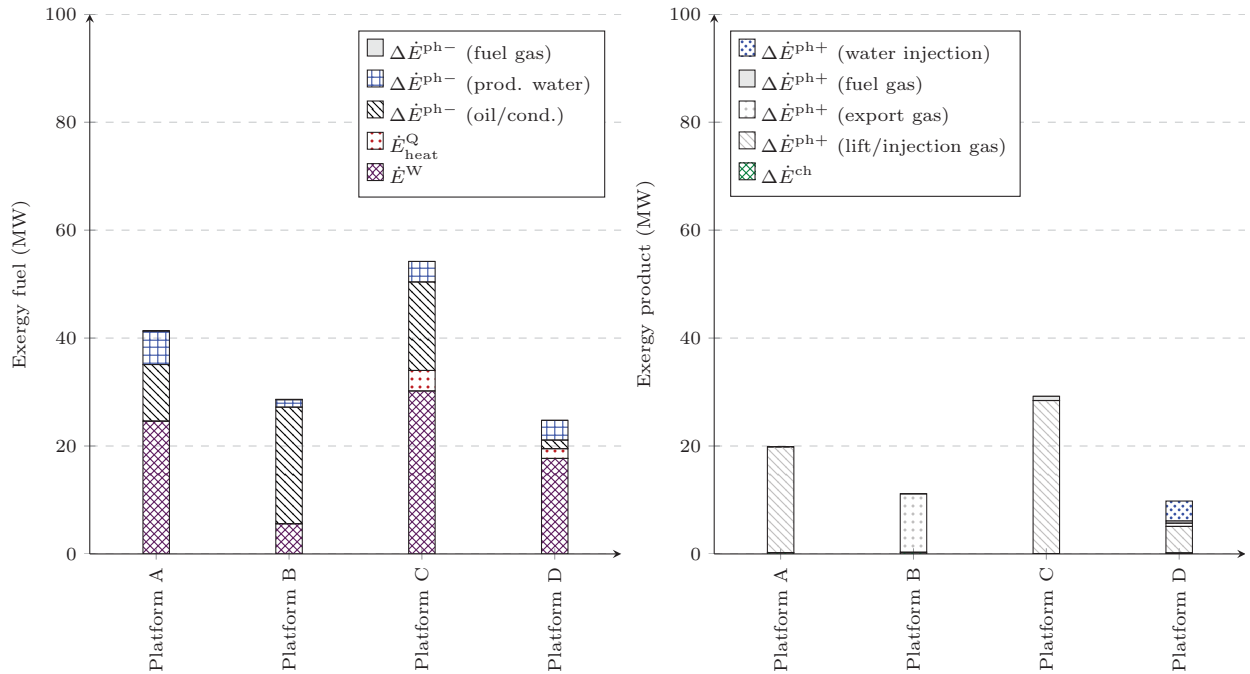 100
80
60
40
20
0
Exergy fuel (MW)
ΔĖ^ph− (fuel gas)
ΔĖ^ph− (prod. water)
ΔĖ^ph− (oil/cond.)
Ė^Q_heat
Ė^W
Platform A
Platform B
Platform C
Platform D
100
80
60
40
20
0
Exergy product (MW)
ΔĖ^ph+ (water injection)
ΔĖ^ph+ (fuel gas)
ΔĖ^ph+ (export gas)
ΔĖ^ph+ (lift/injection gas)
ΔĖ^ch
Platform A
Platform B
Platform C
Platform D